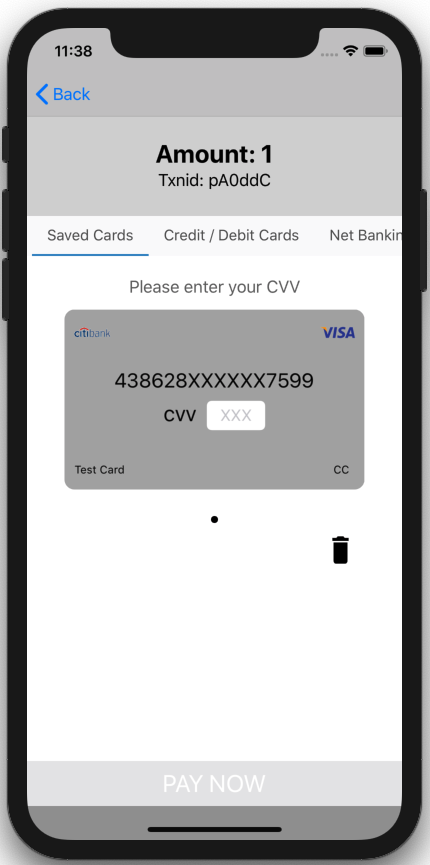 11:38
Back
Amount: 1
Txnid: pA0ddC
Saved Cards Credit / Debit Cards Net Bankin
Please enter your CVV
citibank VISA
438628XXXXXX7599
CVV XXX
Test Card CC
PAY NOW